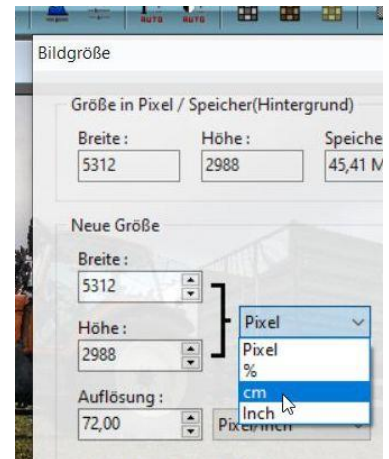 AUTO AUTO
Bildgröße
Größe in Pixel / Speicher(Hintergrund)
Breite : Höhe : Speiche
5312 2988 45,41 M
Neue Größe
Breite :
5312
Höhe : Pixel
2988 Pixel
%
cm
Auflösung : Inch
72,00 Pixel/Inch